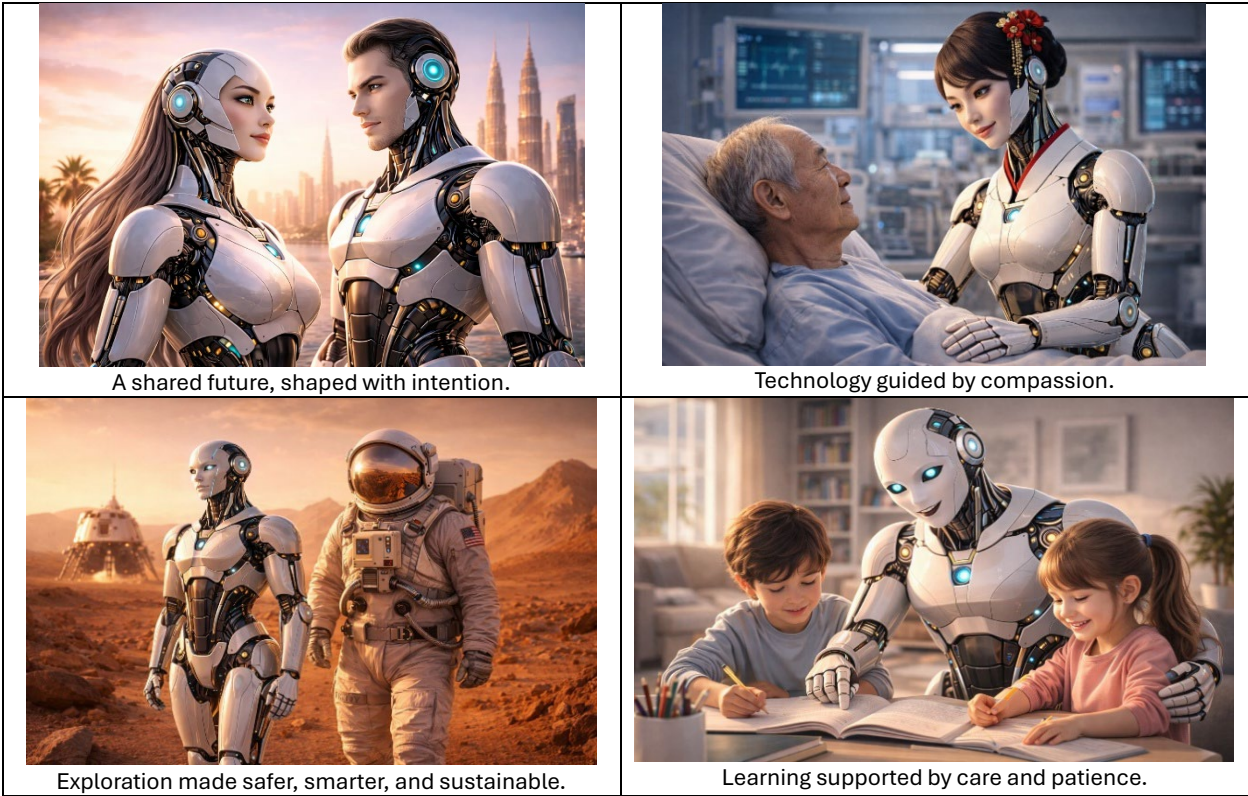 A shared future, shaped with intention.
Technology guided by compassion.
Exploration made safer, smarter, and sustainable.
Learning supported by care and patience.